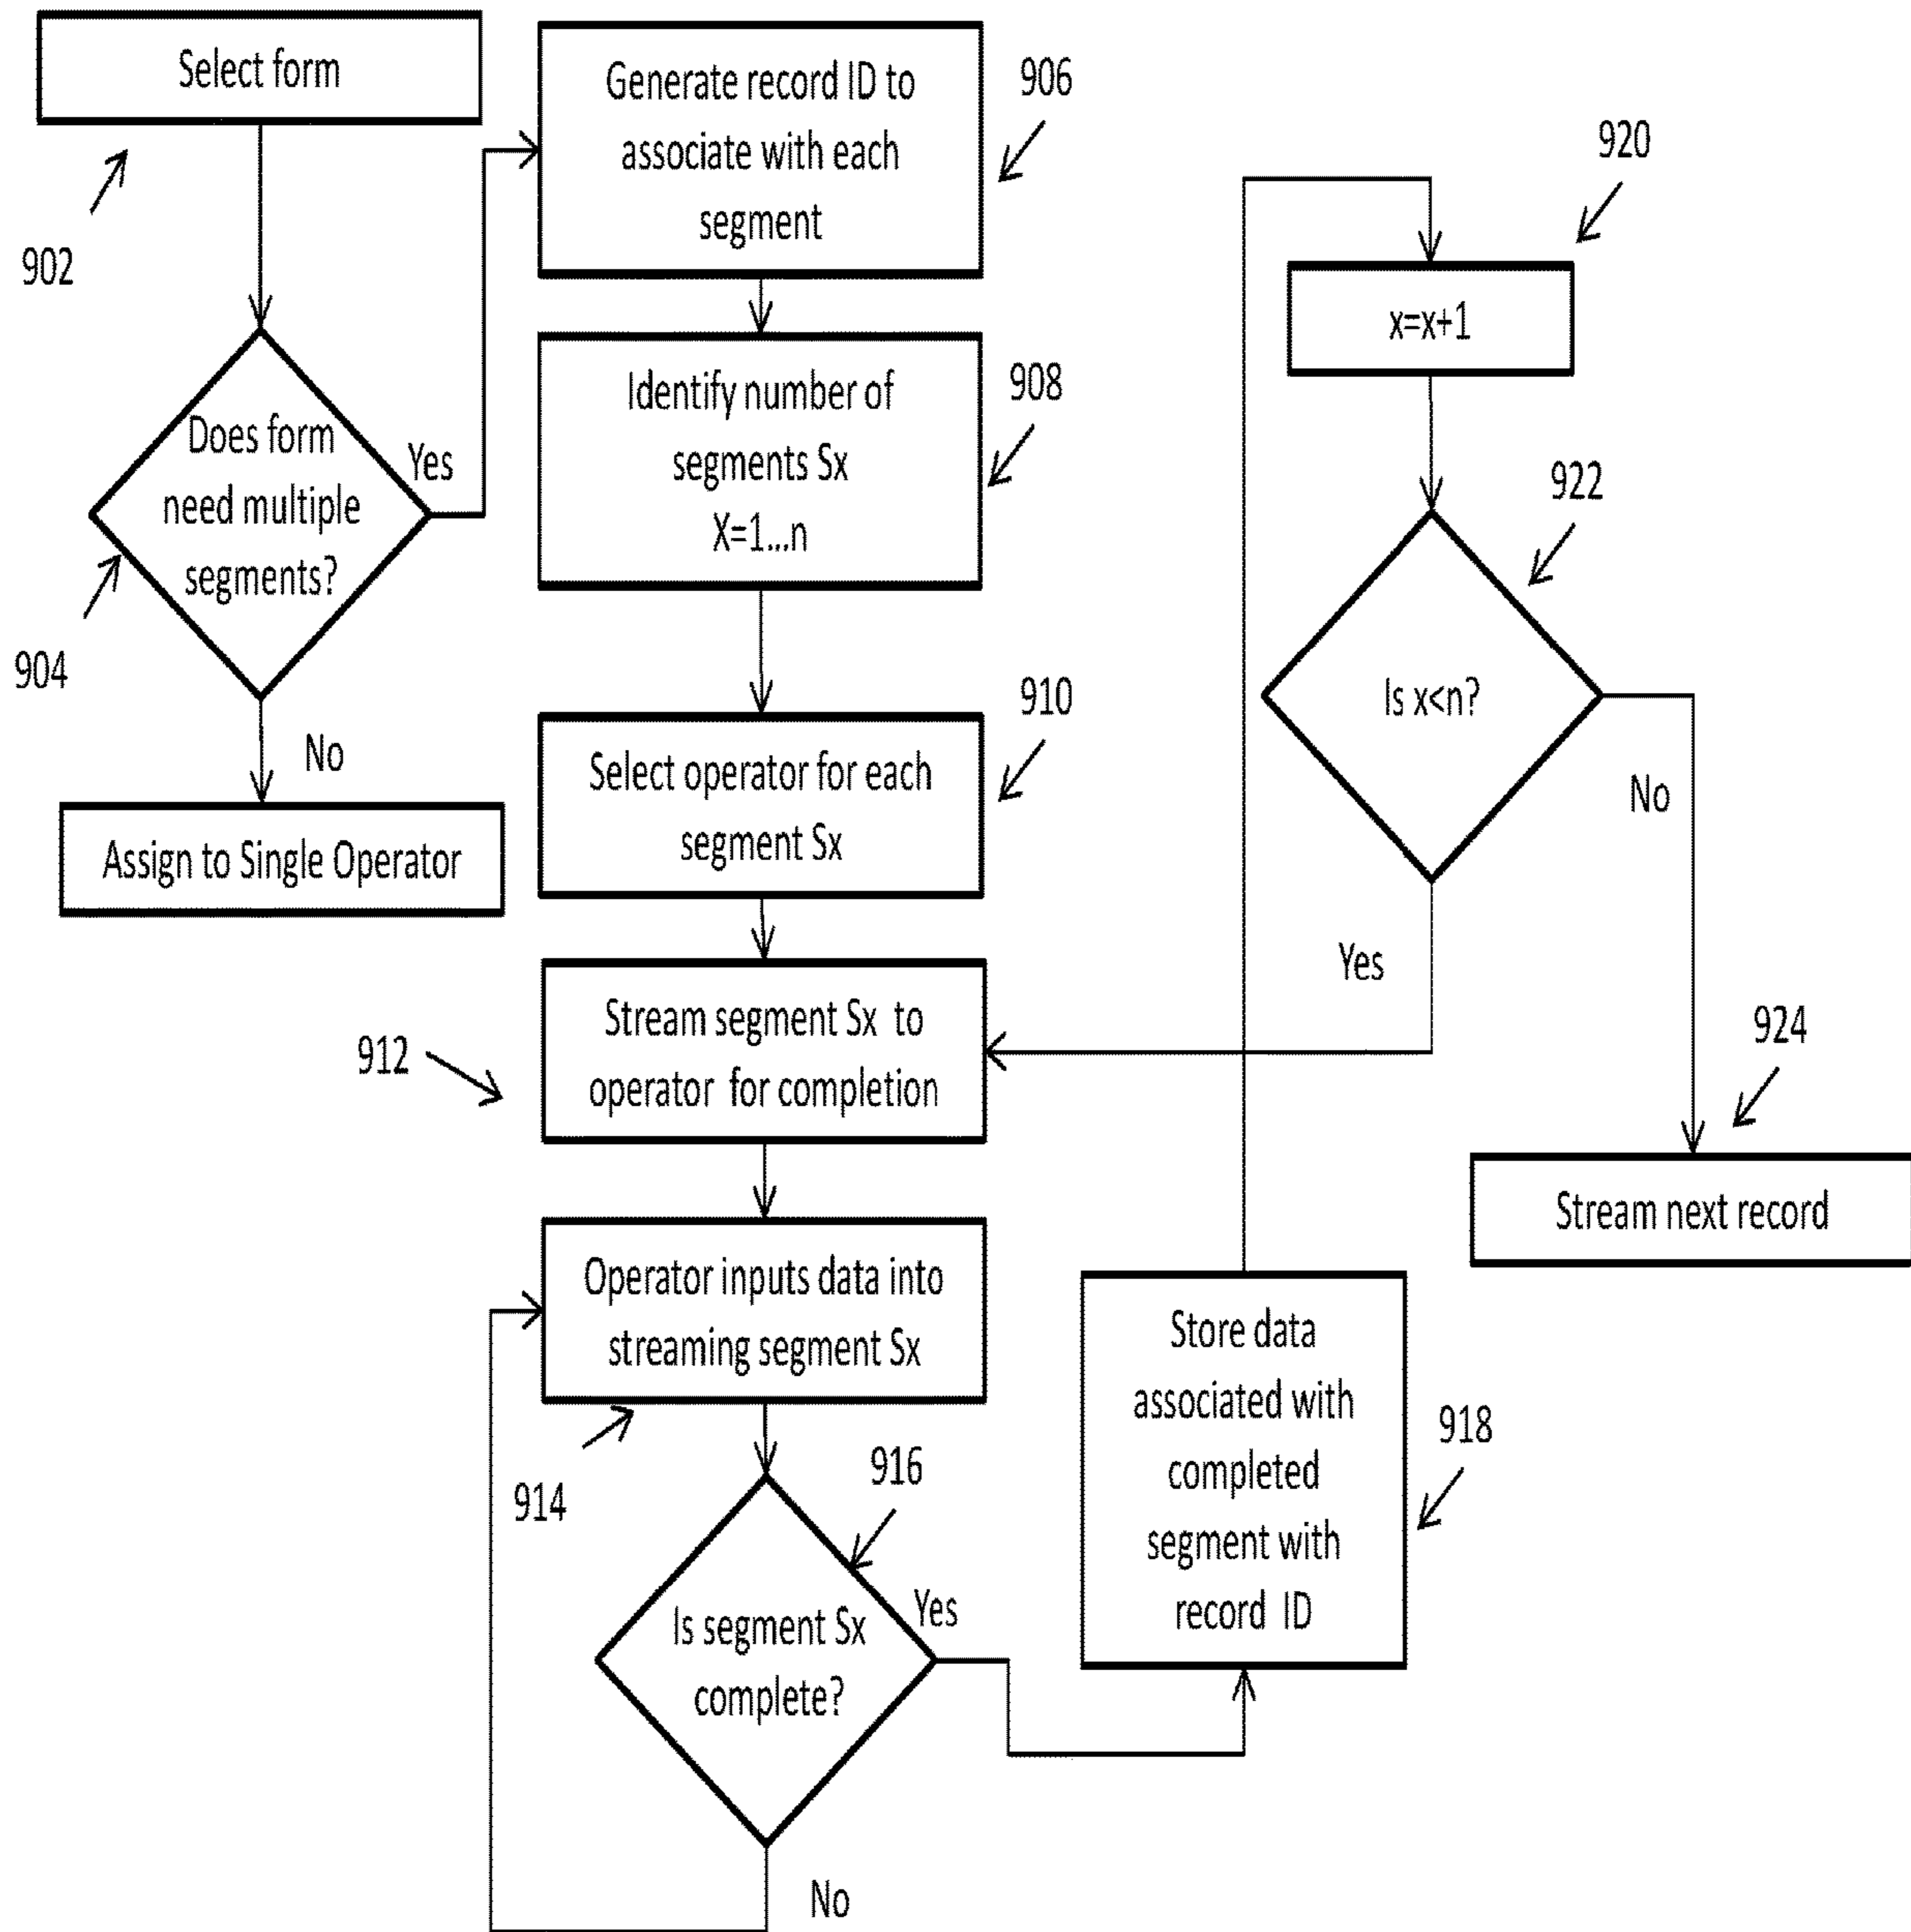 Select form
902
Does form
need multiple
segments?
Yes
904
No
Assign to Single Operator
Generate record ID to
associate with each
segment
906
Identify number of
segments Sx
X=1...n
908
Select operator for each
segment Sx
910
Stream segment Sx to
operator for completion
912
Operator inputs data into
streaming segment Sx
914
Is segment Sx
complete?
916
Yes
No
Store data
associated with
completed
segment with
record ID
918
x=x+1
920
Is x<n?
922
Yes
No
924
Stream next record